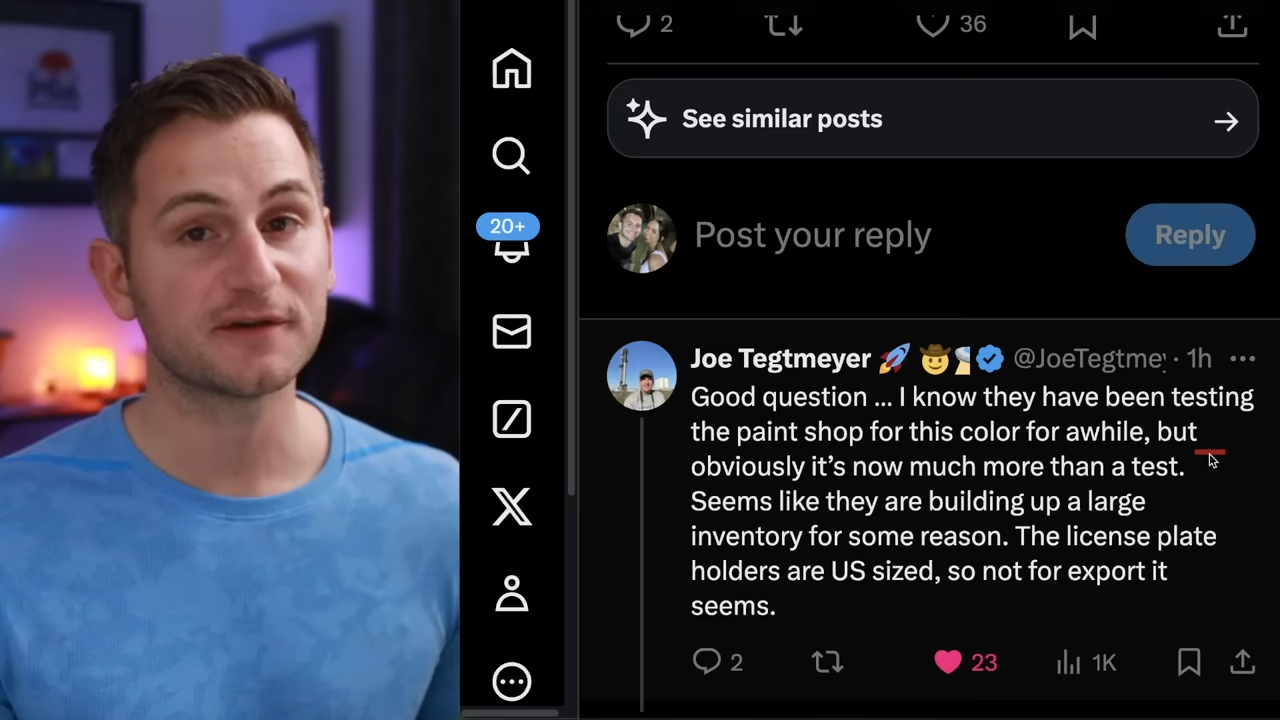 2
36
See similar posts
20+
Post your reply
Reply
Joe Tegtmeyer @JoeTegtme · 1h
Good question ... I know they have been testing
the paint shop for this color for awhile, but
obviously it’s now much more than a test.
Seems like they are building up a large
inventory for some reason. The license plate
holders are US sized, so not for export it
seems.
2
23
1K